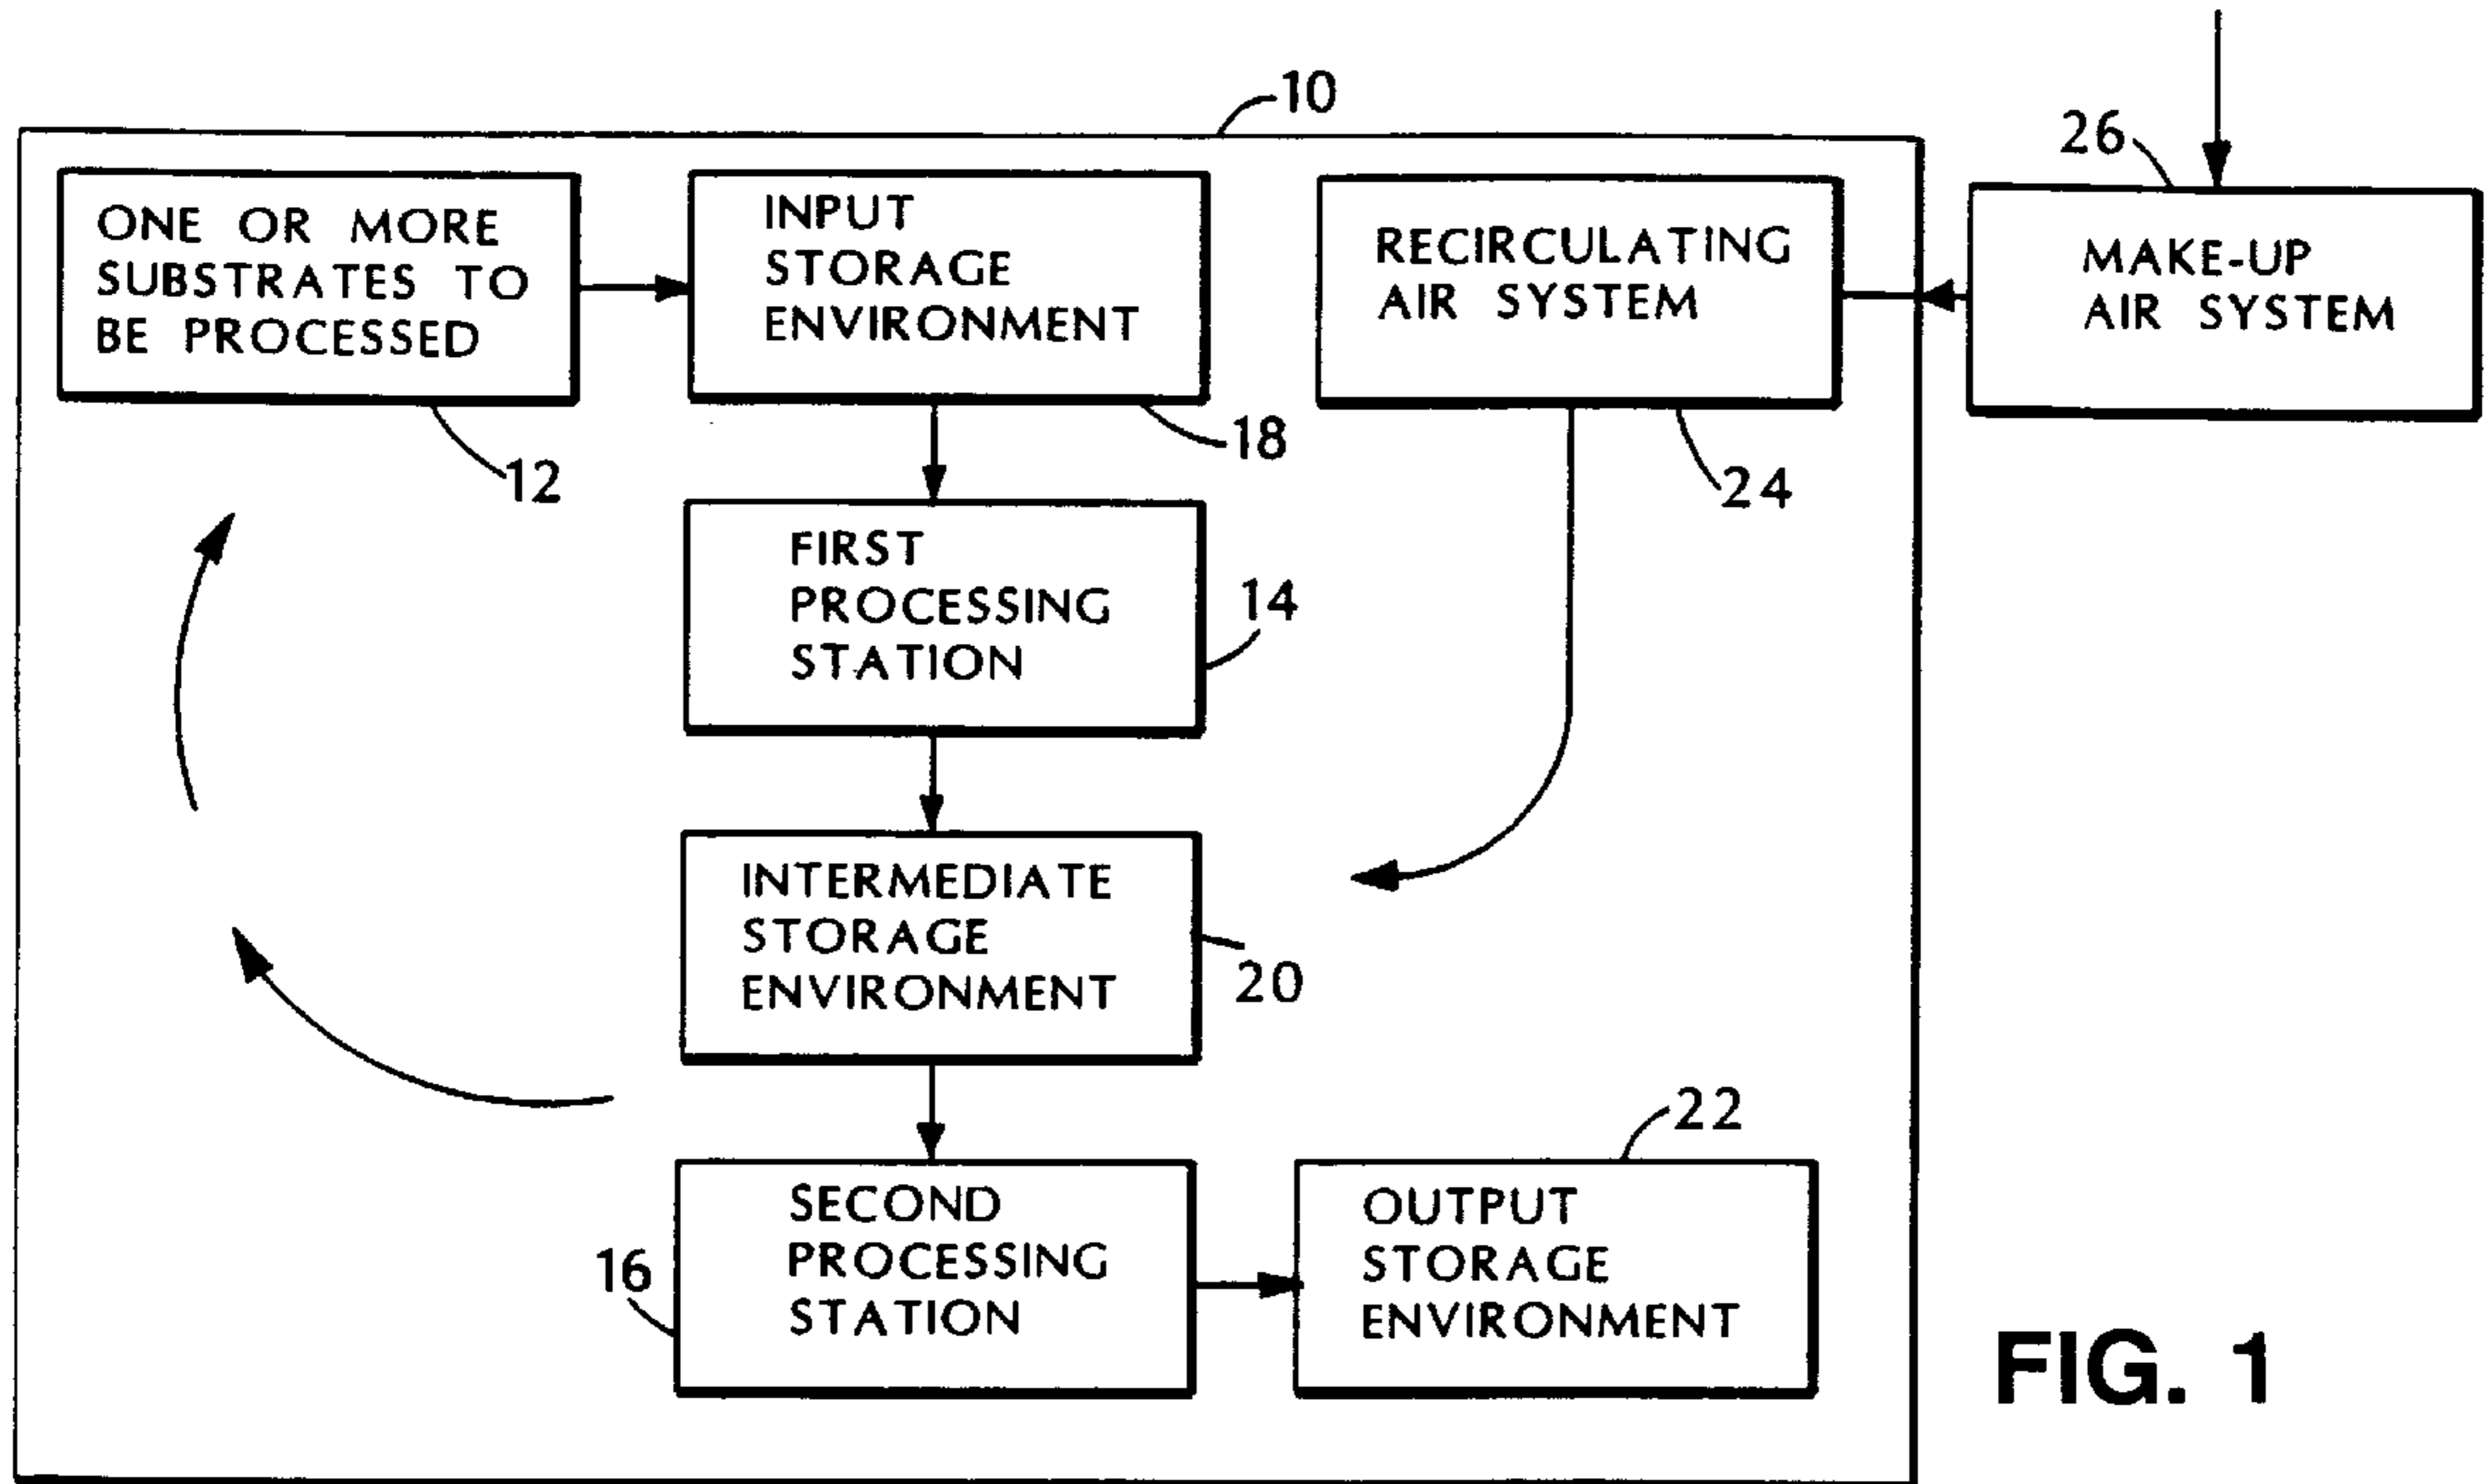 10
26
ONE OR MORE
SUBSTRATES TO
BE PROCESSED
12
INPUT
STORAGE
ENVIRONMENT
18
RECIRCULATING
AIR SYSTEM
24
MAKE-UP
AIR SYSTEM
FIRST
PROCESSING
STATION
14
INTERMEDIATE
STORAGE
ENVIRONMENT
20
SECOND
PROCESSING
STATION
16
OUTPUT
STORAGE
ENVIRONMENT
22
FIG. 1